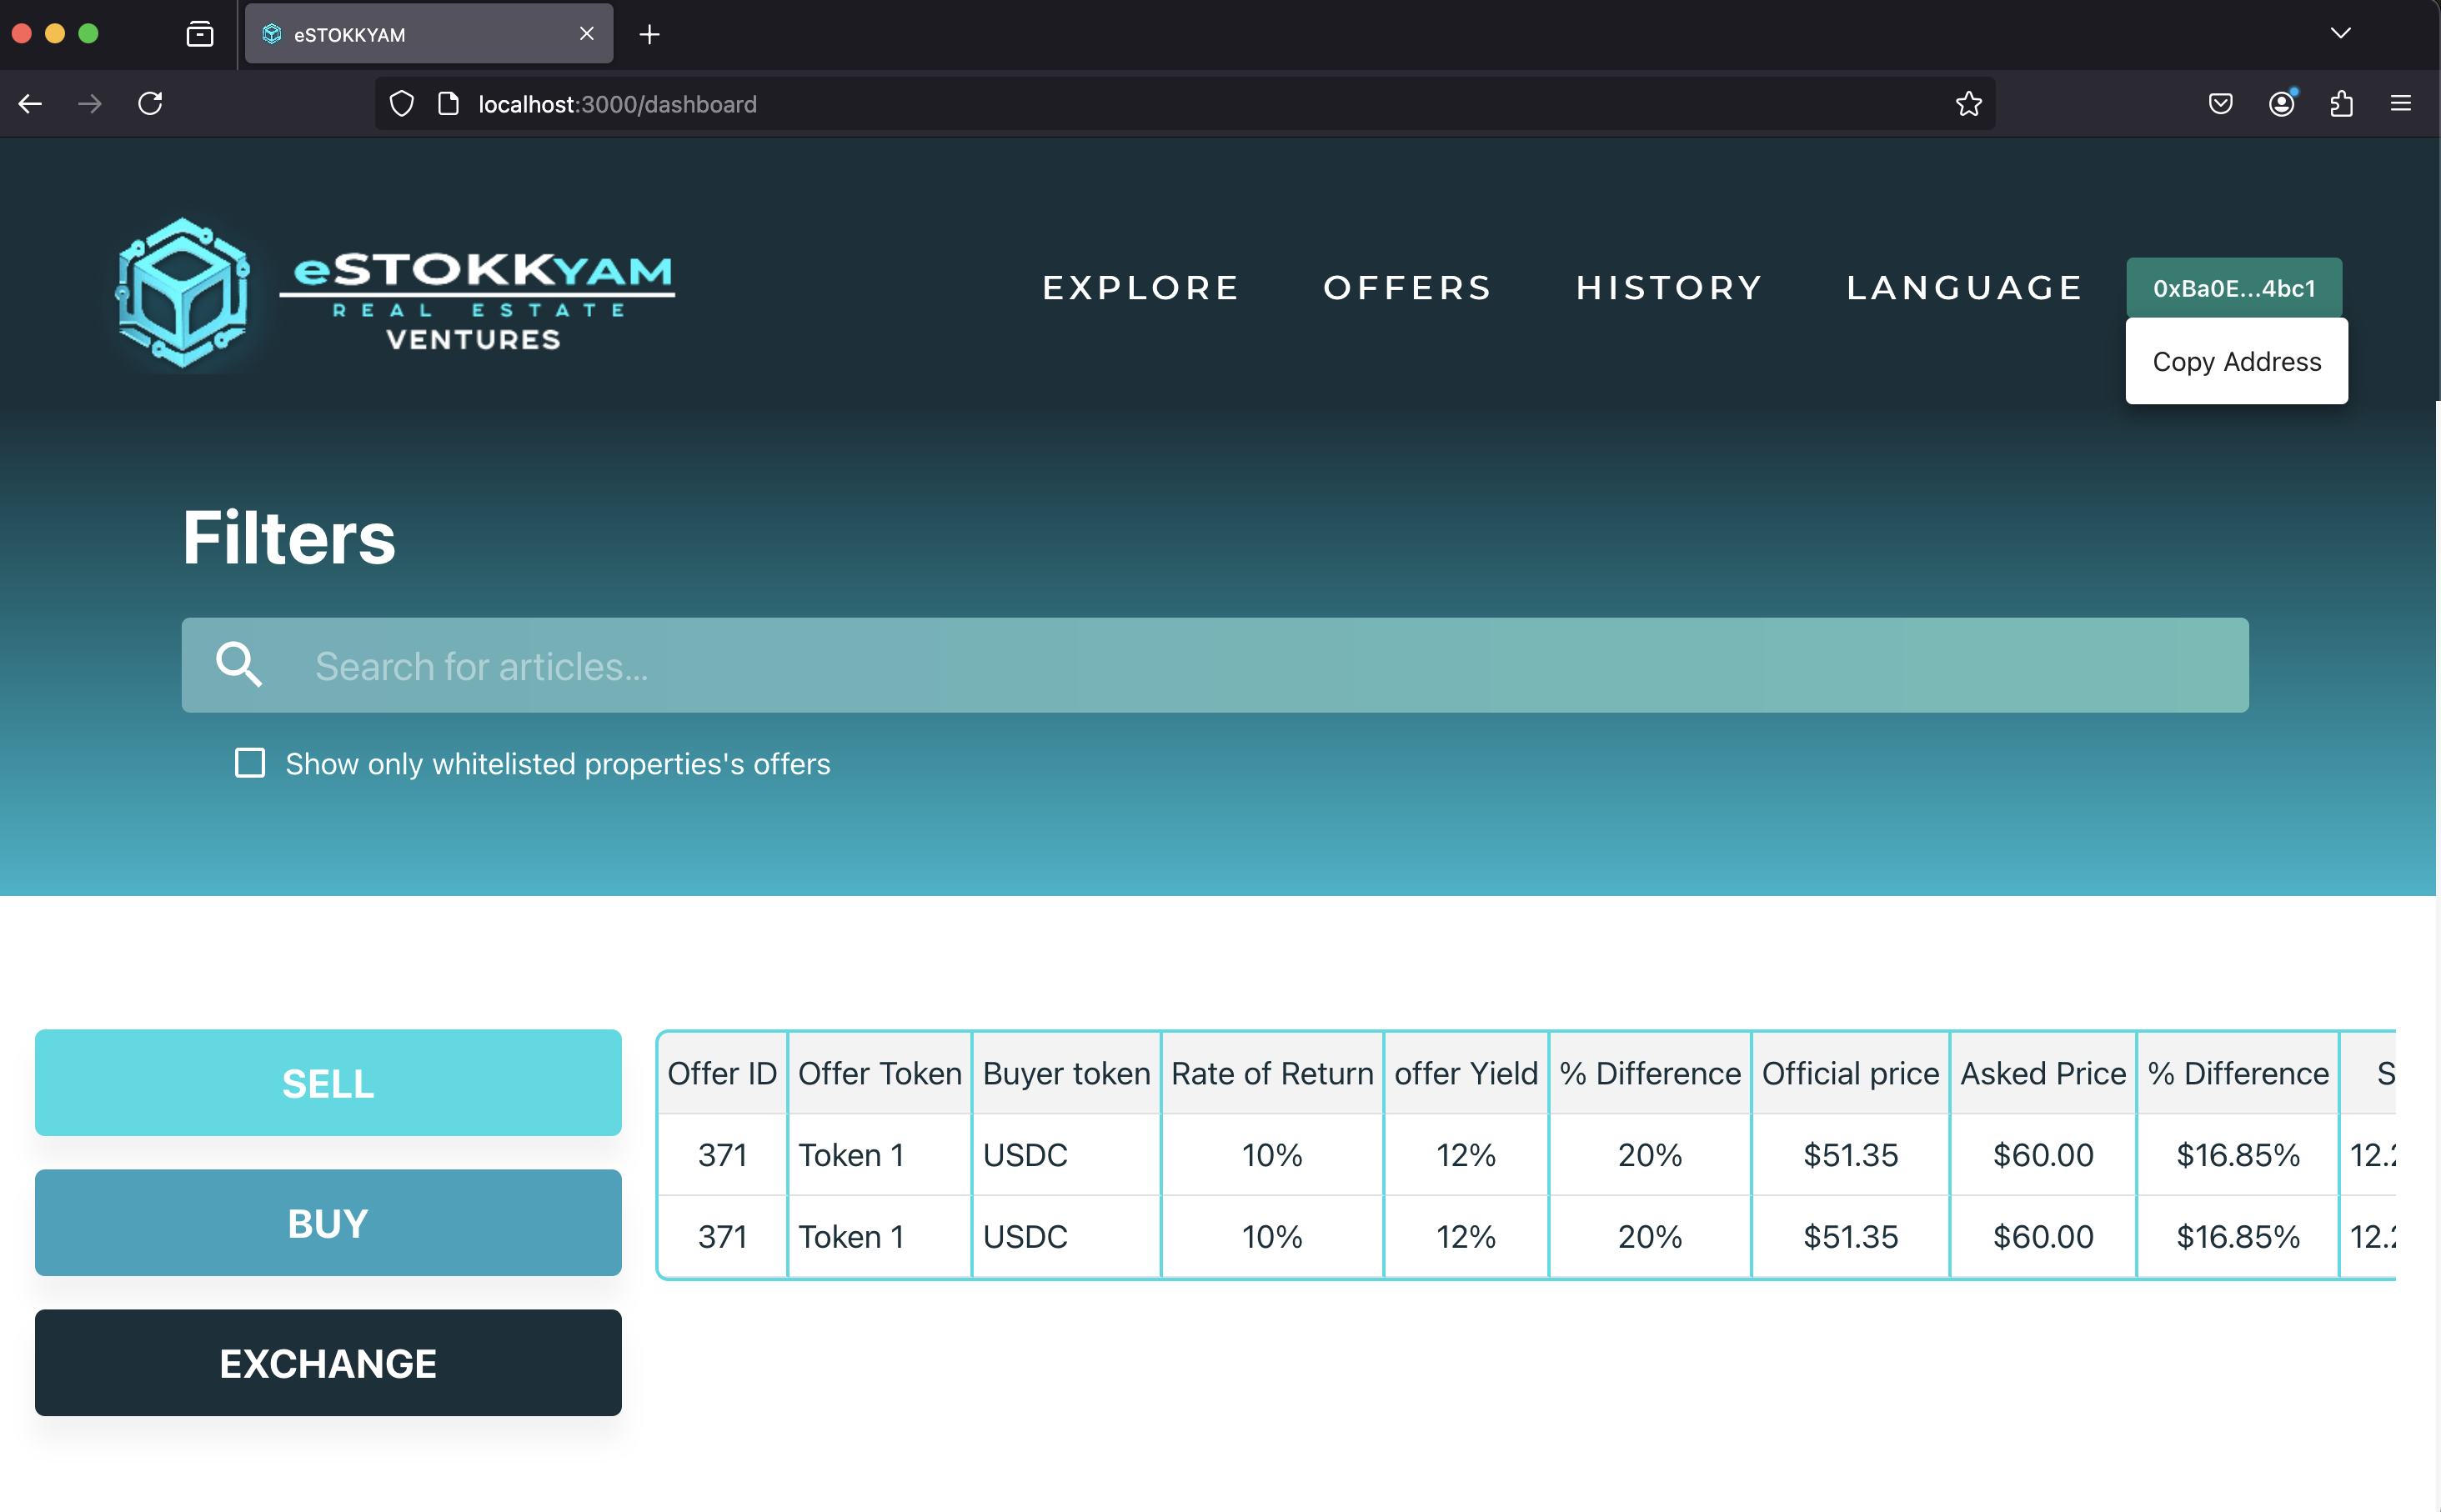 eSTOKKYAM
localhost:3000/dashboard
eSTOKKYAM
REAL ESTATE
VENTURES
EXPLORE OFFERS HISTORY LANGUAGE 0xBa0E...4bc1
Copy Address
Filters
Search for articles...
Show only whitelisted properties's offers
SELL
BUY
EXCHANGE
Offer ID Offer Token Buyer token Rate of Return offer Yield % Difference Official price Asked Price % Difference S
371 Token 1 USDC 10% 12% 20% $51.35 $60.00 $16.85% 12.2
371 Token 1 USDC 10% 12% 20% $51.35 $60.00 $16.85% 12.2